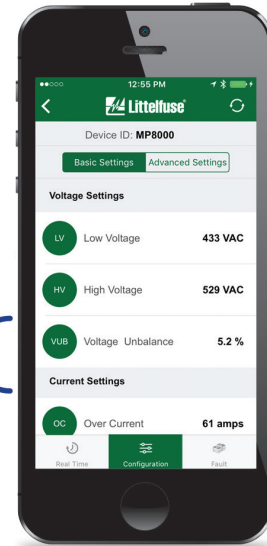 12:55 PM
Littelfuse®
Device ID: MP8000
Basic Settings Advanced Settings
Voltage Settings
LV Low Voltage 433 VAC
HV High Voltage 529 VAC
VUB Voltage Unbalance 5.2 %
Current Settings
OC Over Current 61 amps
Real Time Configuration Fault